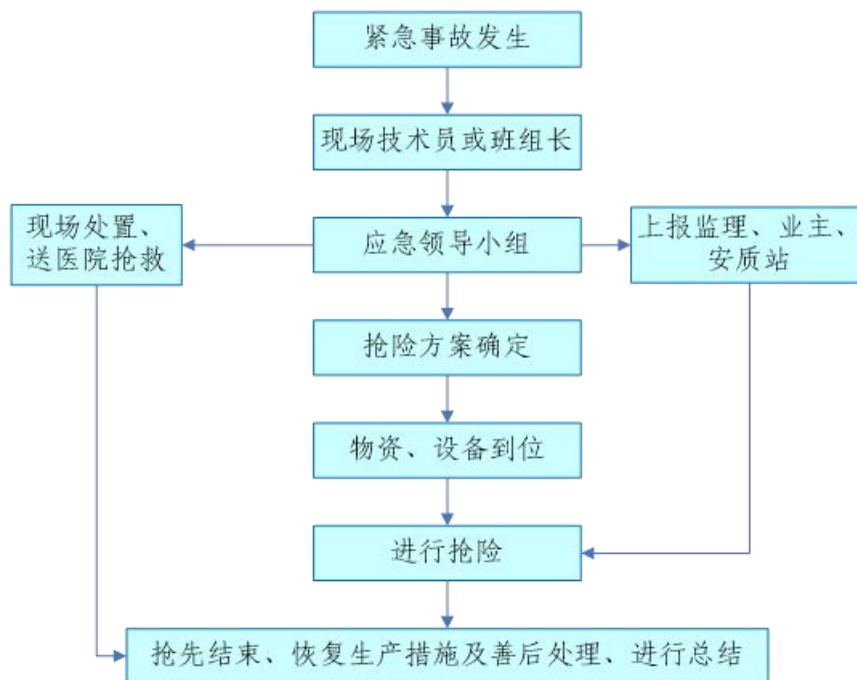 紧急事故发生
现场技术员或班组长
现场处置、
送医院抢救
应急领导小组
上报监理、业主、
安质站
抢险方案确定
物资、设备到位
进行抢险
抢先结束、恢复生产措施及善后处理、进行总结